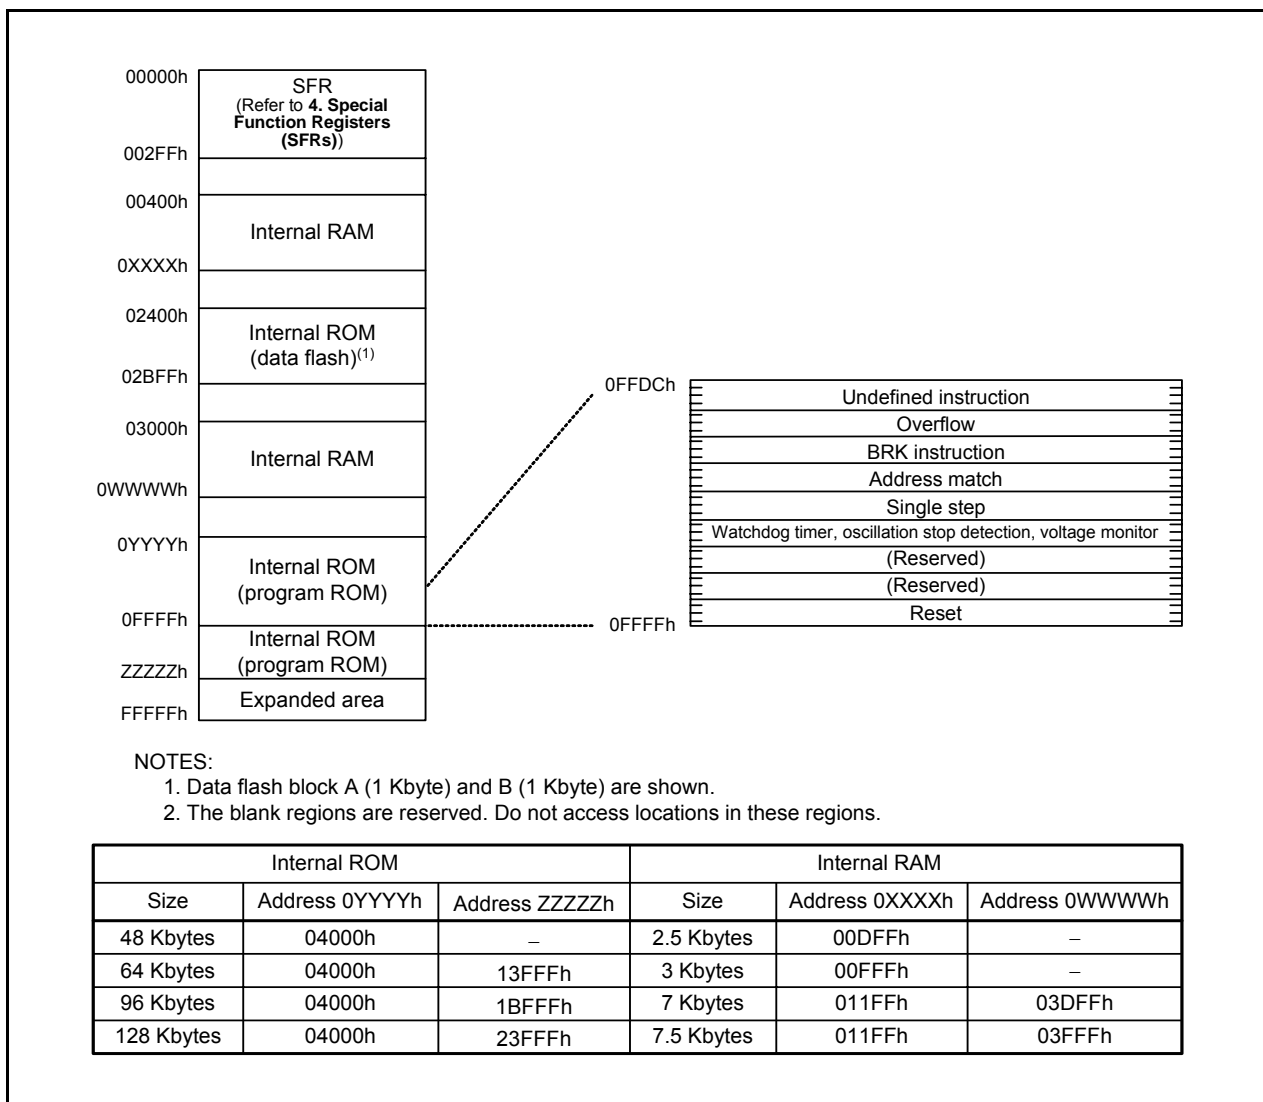 00000h
SFR
(Refer to 4. Special
Function Registers
(SFRs))
002FFh
00400h
Internal RAM
0XXXXh
02400h
Internal ROM
(data flash)(1)
02BFFh
03000h
Internal RAM
0WWWWh
0YYYYh
Internal ROM
(program ROM)
0FFFFh
Internal ROM
(program ROM)
ZZZZZh
Expanded area
FFFFFh
0FFDCh
Undefined instruction
Overflow
BRK instruction
Address match
Single step
Watchdog timer, oscillation stop detection, voltage monitor
(Reserved)
(Reserved)
Reset
0FFFFh
NOTES:
1. Data flash block A (1 Kbyte) and B (1 Kbyte) are shown.
2. The blank regions are reserved. Do not access locations in these regions.
Internal ROM Internal RAM
Size Address 0YYYYh Address ZZZZZh Size Address 0XXXXh Address 0WWWWh
48 Kbytes 04000h – 2.5 Kbytes 00DFFh –
64 Kbytes 04000h 13FFFh 3 Kbytes 00FFFh –
96 Kbytes 04000h 1BFFFh 7 Kbytes 011FFh 03DFFh
128 Kbytes 04000h 23FFFh 7.5 Kbytes 011FFh 03FFFh